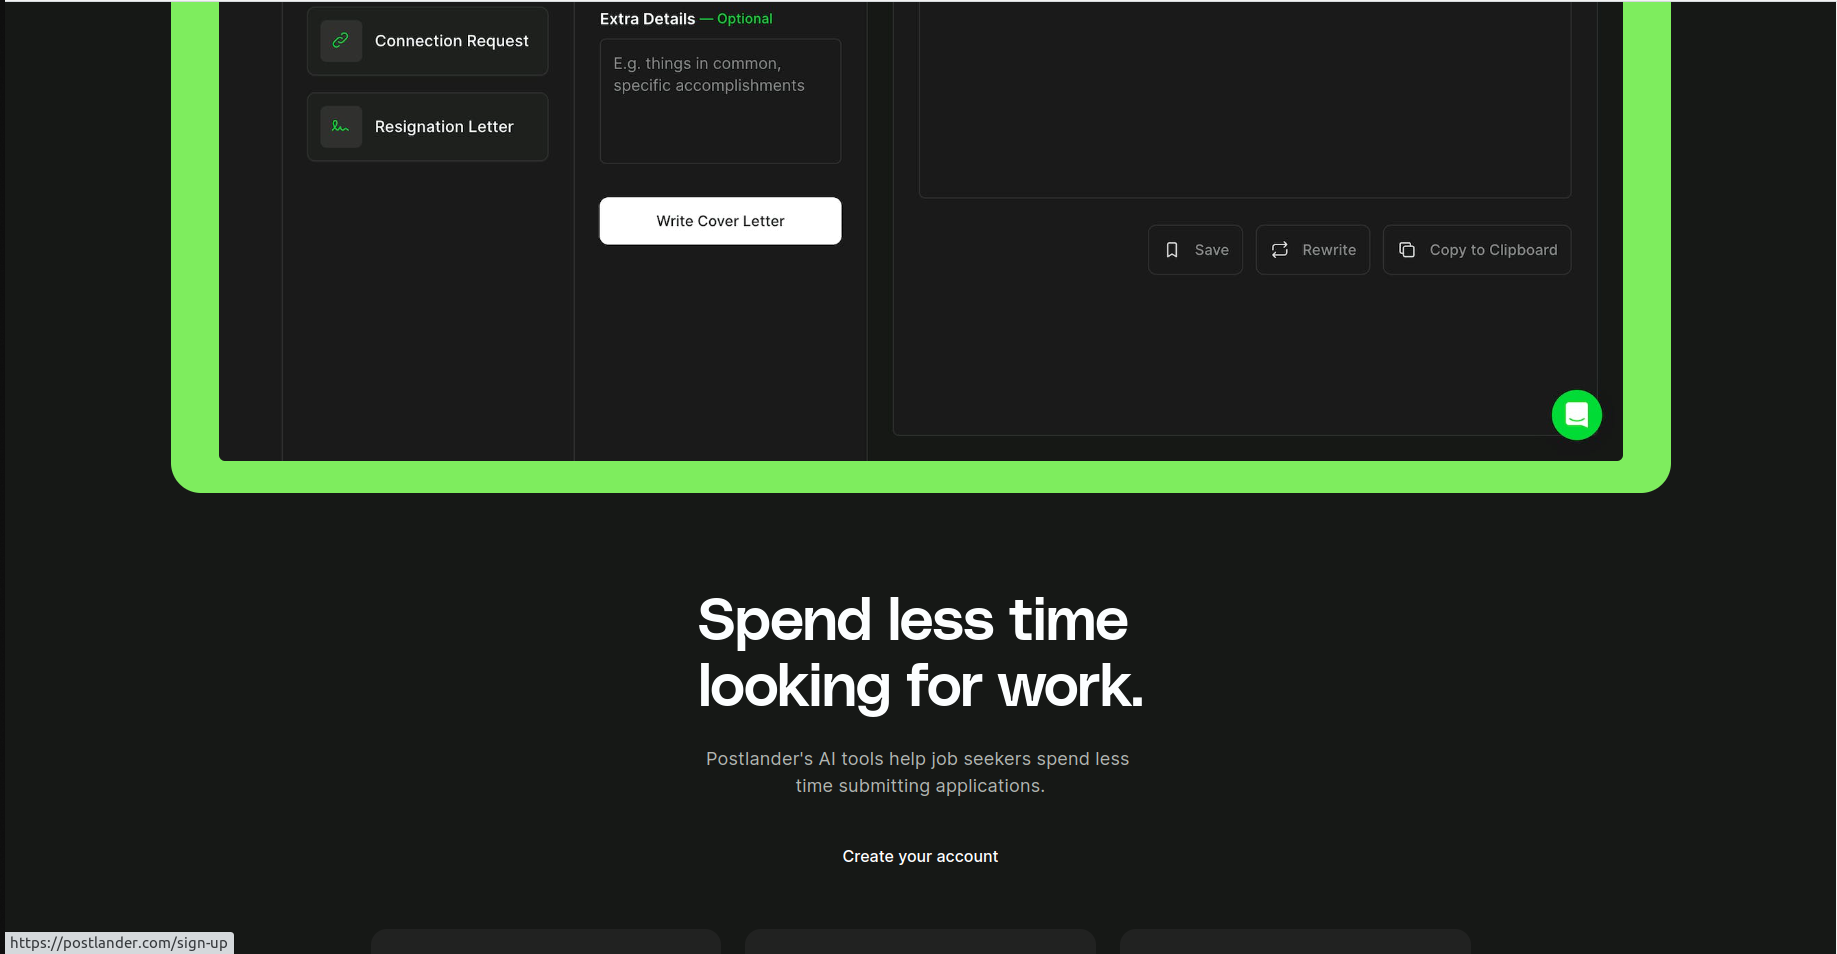 Connection Request
Resignation Letter
Extra Details — Optional
E.g. things in common,
specific accomplishments
Write Cover Letter
Save
Rewrite
Copy to Clipboard
Spend less time
looking for work.
Postlander's AI tools help job seekers spend less
time submitting applications.
Create your account
https://postlander.com/sign-up